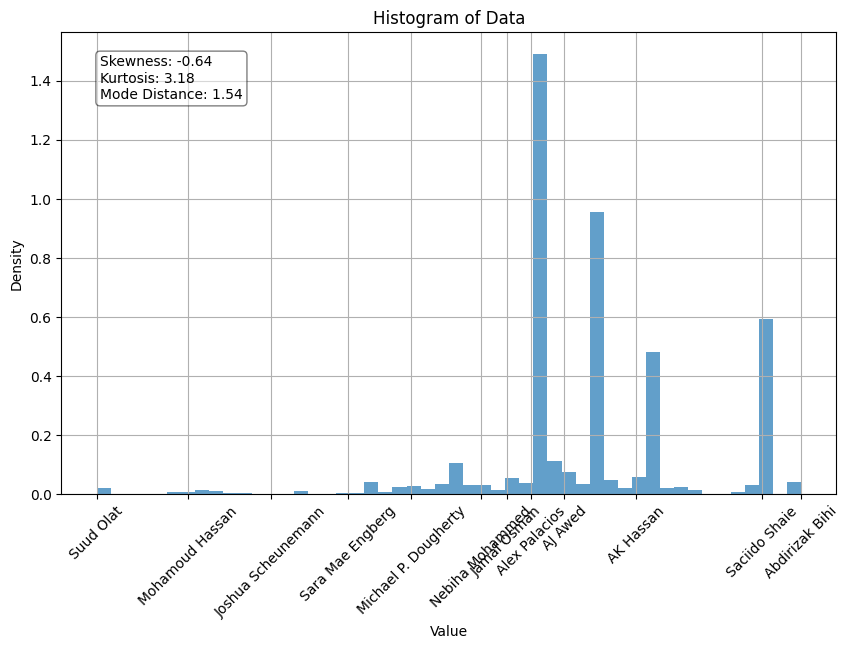 Histogram of Data
Skewness: -0.64
Kurtosis: 3.18
Mode Distance: 1.54
Density
1.4
1.2
1.0
0.8
0.6
0.4
0.2
0.0
Suud Olat
Mohamoud Hassan
Joshua Scheunemann
Sara Mae Engberg
Michael P. Dougherty
Nebiha Mohammed
Jamal Osman
Alex Palacios
AJ Awed
AK Hassan
Saciido Shaie
Abdirizak Bihi
Value